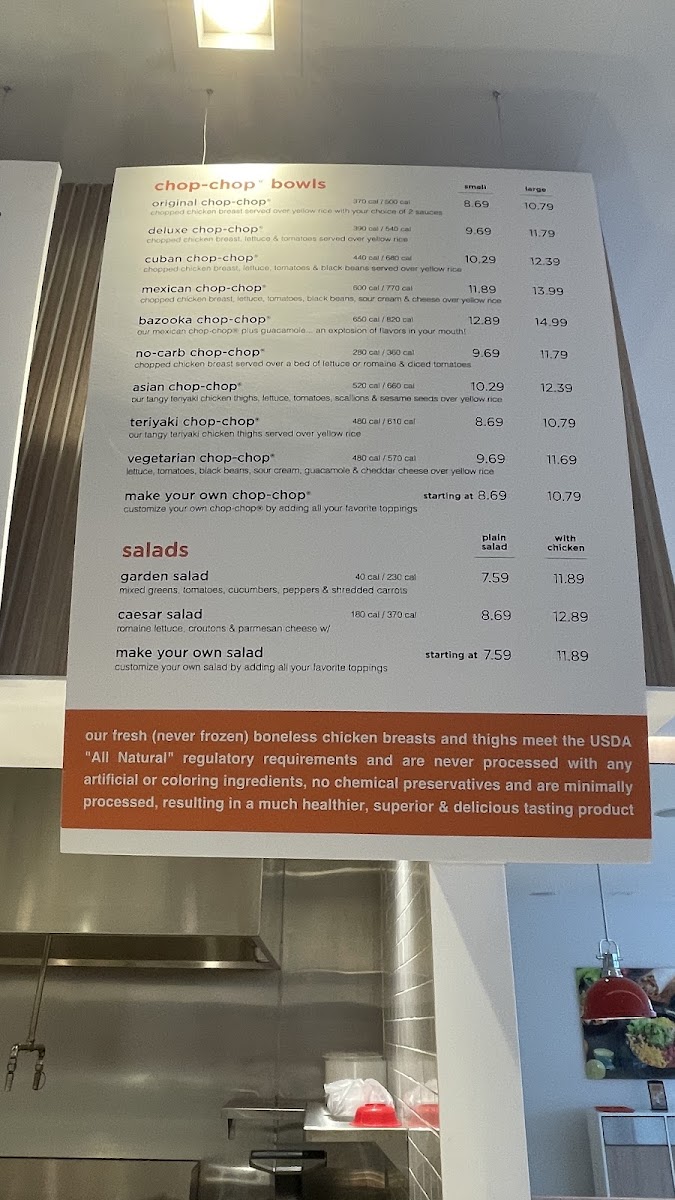 chop-chop® bowls small large
original chop-chop® 370 cal / 500 cal 8.69 10.79
chopped chicken breast served over yellow rice with your choice of 2 sauces
deluxe chop-chop® 390 cal / 540 cal 9.69 11.79
chopped chicken breast, lettuce & tomatoes served over yellow rice
cuban chop-chop® 440 cal / 680 cal 10.29 12.39
chopped chicken breast, lettuce, tomatoes & black beans served over yellow rice
mexican chop-chop® 600 cal / 770 cal 11.89 13.99
chopped chicken breast, lettuce, tomatoes, black beans, sour cream & cheese over yellow rice
bazooka chop-chop® 650 cal / 820 cal 12.89 14.99
our mexican chop-chop® plus guacamole... an explosion of flavors in your mouth!
no-carb chop-chop® 280 cal / 360 cal 9.69 11.79
chopped chicken breast served over a bed of lettuce or romaine & diced tomatoes
asian chop-chop® 520 cal / 660 cal 10.29 12.39
our tangy teriyaki chicken thighs, lettuce, tomatoes, scallions & sesame seeds over yellow rice
teriyaki chop-chop® 480 cal / 610 cal 8.69 10.79
our tangy teriyaki chicken thighs served over yellow rice
vegetarian chop-chop® 480 cal / 570 cal 9.69 11.69
lettuce, tomatoes, black beans, sour cream, guacamole & cheddar cheese over yellow rice
make your own chop-chop® starting at 8.69 10.79
customize your own chop-chop® by adding all your favorite toppings
salads plain salad with chicken
garden salad 40 cal / 230 cal 7.59 11.89
mixed greens, tomatoes, cucumbers, peppers & shredded carrots
caesar salad 180 cal / 370 cal 8.69 12.89
romaine lettuce, croutons & parmesan cheese w/
make your own salad starting at 7.59 11.89
customize your own salad by adding all your favorite toppings
our fresh (never frozen) boneless chicken breasts and thighs meet the USDA
"All Natural" regulatory requirements and are never processed with any
artificial or coloring ingredients, no chemical preservatives and are minimally
processed, resulting in a much healthier, superior & delicious tasting product